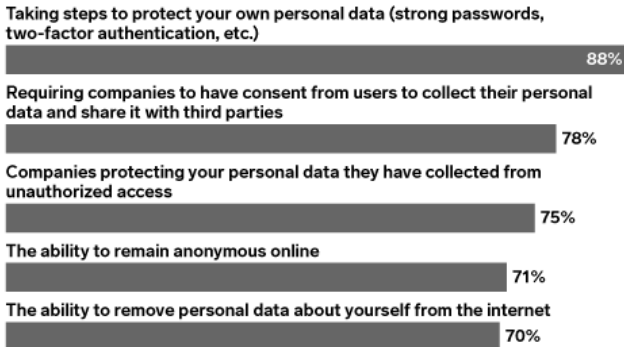 Taking steps to protect your own personal data (strong passwords,
two-factor authentication, etc.)
88%
Requiring companies to have consent from users to collect their personal
data and share it with third parties
78%
Companies protecting your personal data they have collected from
unauthorized access
75%
The ability to remain anonymous online
71%
The ability to remove personal data about yourself from the internet
70%